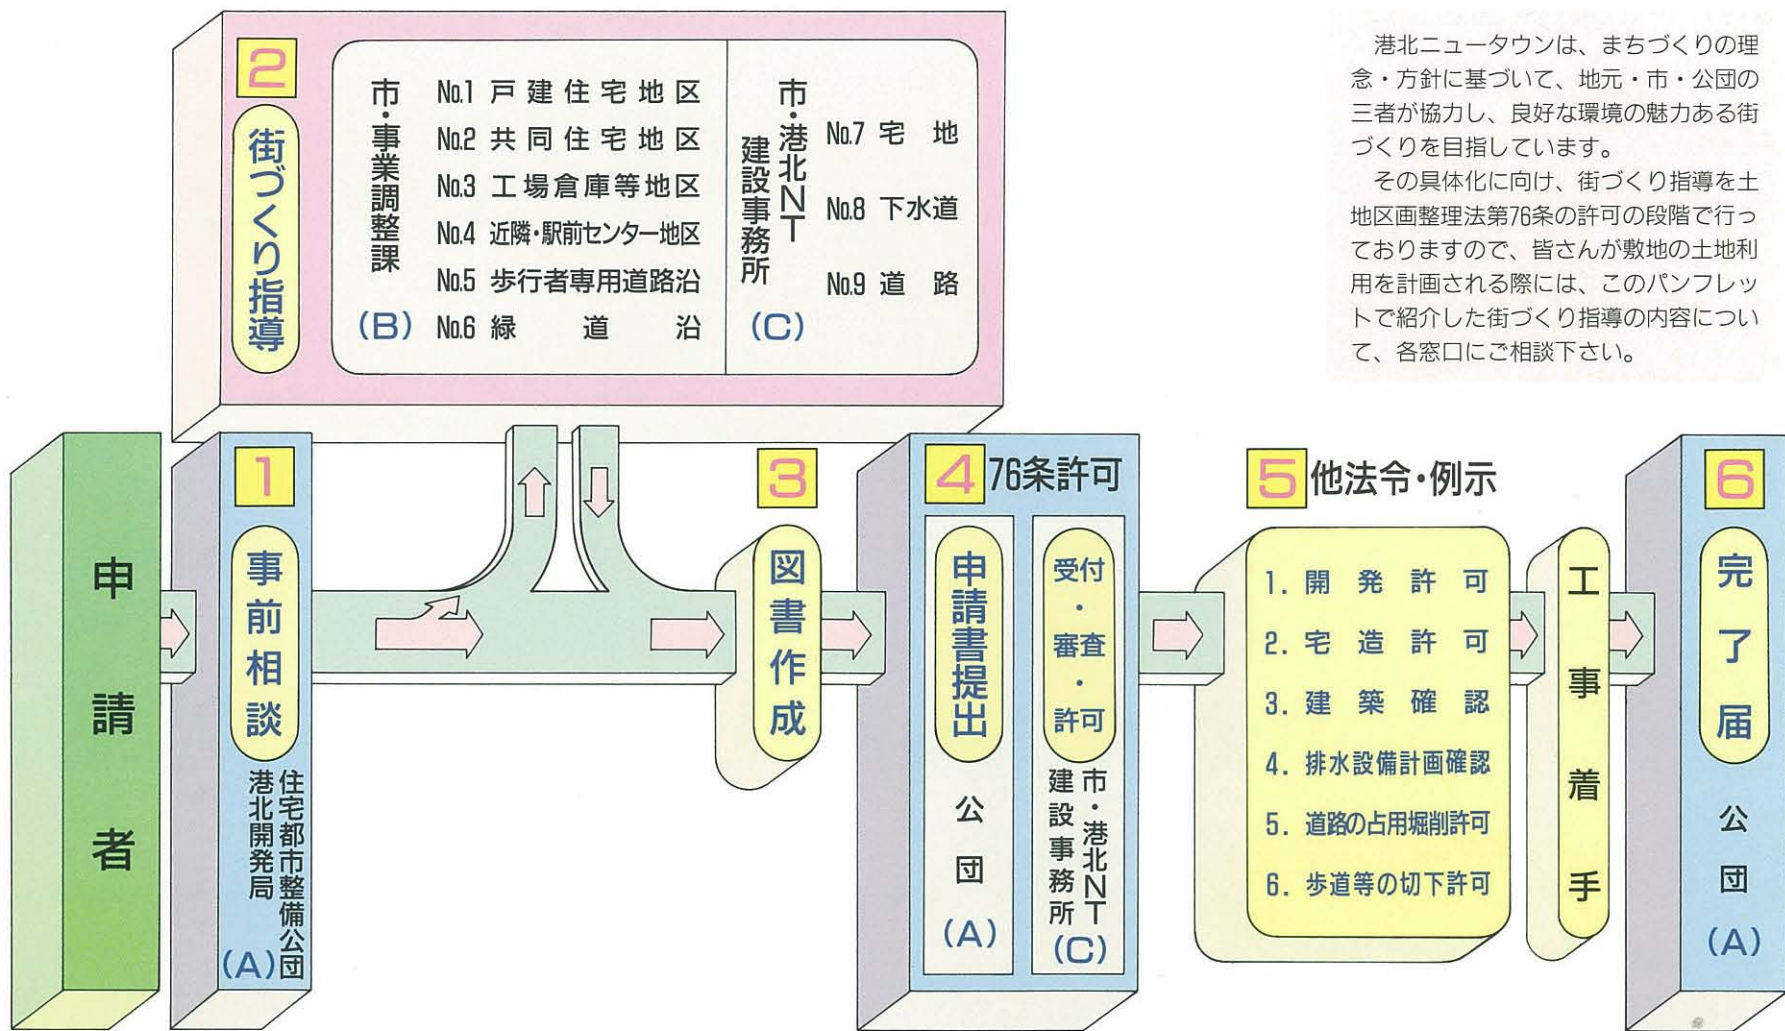 港北ニュータウンは、まちづくりの理
念・方針に基づいて、地元・市・公団の
三者が協力し、良好な環境の魅力ある街
づくりを目指しています。
その具体化に向け、街づくり指導を土
地区画整理法第76条の許可の段階で行っ
ておりますので、皆さんが敷地の土地利
用を計画される際には、このパンフレッ
トで紹介した街づくり指導の内容につい
て、各窓口にご相談下さい。
申請者
1
事前相談
住宅都市整備公団
港北開発局
(A)
2
街づくり指導
市・事業調整課
(B)
No.1 戸建住宅地区
No.2 共同住宅地区
No.3 工場倉庫等地区
No.4 近隣・駅前センター地区
No.5 歩行者専用道路沿
No.6 緑道沿
市・港北NT
建設事務所
(C)
No.7 宅地
No.8 下水道
No.9 道路
3
図書作成
4 76条許可
申請書提出
公団
(A)
受付・審査・許可
市・港北NT
建設事務所
(C)
5 他法令・例示
1. 開発許可
2. 宅造許可
3. 建築確認
4. 排水設備計画確認
5. 道路の占用堀削許可
6. 歩道等の切下許可
工事着手
6
完了届
公団
(A)